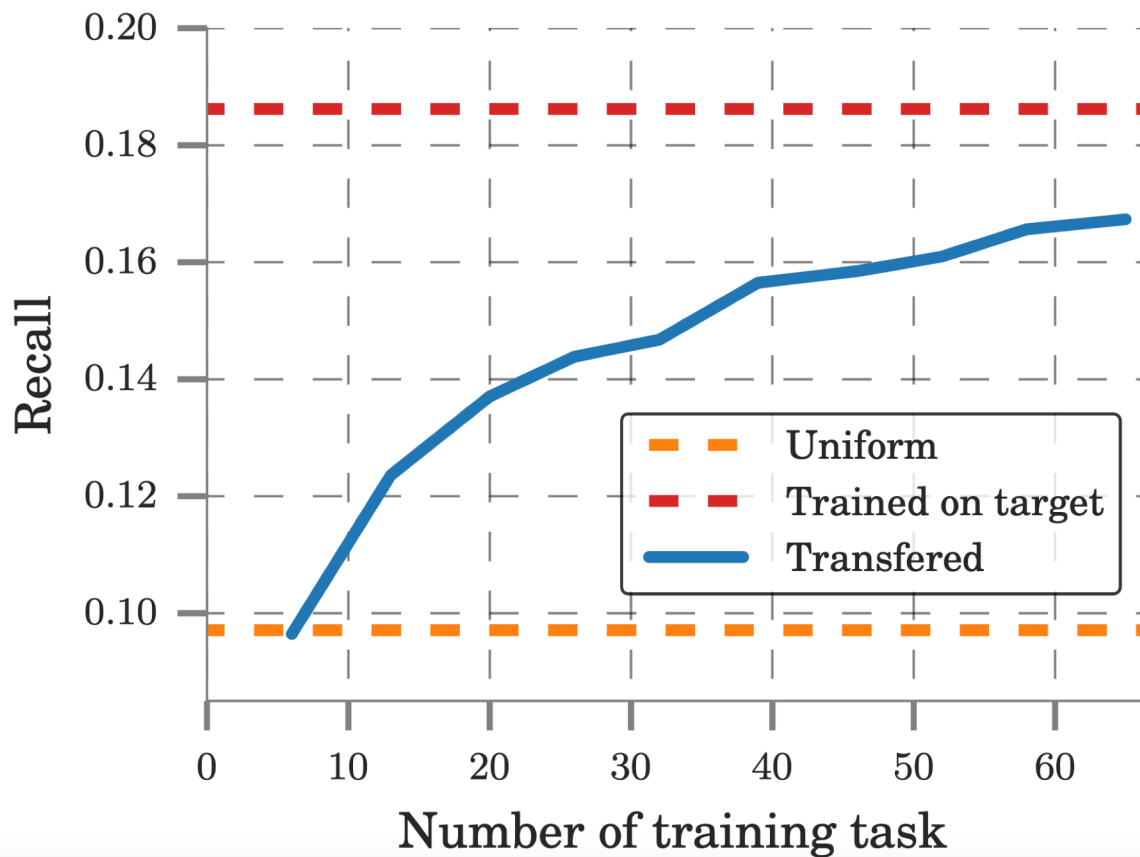 0.20
0.18
0.16
0.14
0.12
0.10
Recall
Uniform
Trained on target
Transfered
0 10 20 30 40 50 60
Number of training task